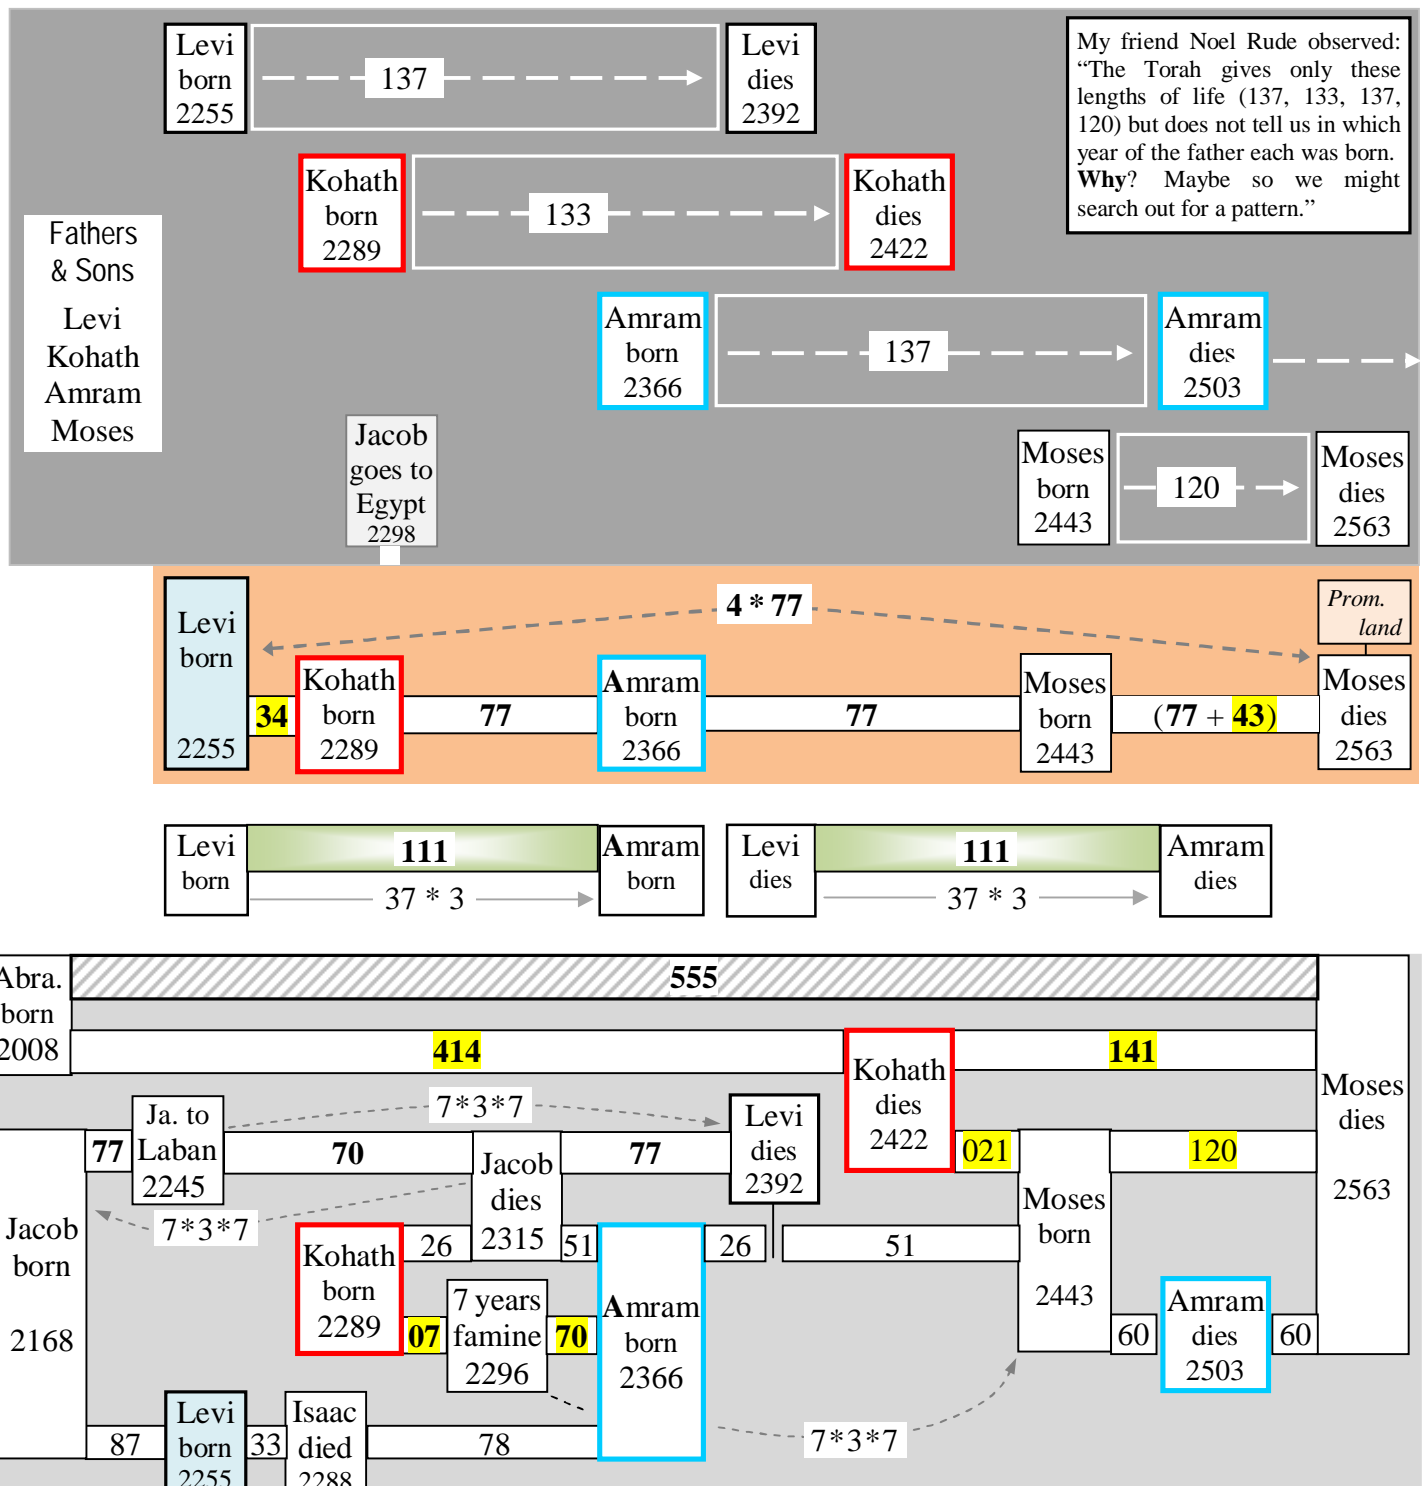 Levi
born
2255
137
Levi
dies
2392
My friend Noel Rude observed:
“The Torah gives only these
lengths of life (137, 133, 137,
120) but does not tell us in which
year of the father each was born.
Why? Maybe so we might
search out for a pattern.”
Kohath
born
2289
133
Kohath
dies
2422
Fathers
& Sons
Levi
Kohath
Amram
Moses
Amram
born
2366
137
Amram
dies
2503
Jacob
goes to
Egypt
2298
Moses
born
2443
120
Moses
dies
2563
4 * 77
Prom.
land
Levi
born
2255
34
Kohath
born
2289
77
Amram
born
2366
77
Moses
born
2443
(77 + 43)
Moses
dies
2563
Levi
born
111
37 * 3
Amram
born
Levi
dies
111
37 * 3
Amram
dies
Abra.
born
2008
555
414
Kohath
dies
2422
141
Moses
dies
2563
77
Ja. to
Laban
2245
7*3*7
70
Jacob
dies
2315
77
Levi
dies
2392
021
120
Jacob
born
2168
7*3*7
Kohath
born
2289
26
51
26
51
Moses
born
2443
07
7 years
famine
2296
70
Amram
born
2366
60
Amram
dies
2503
60
87
Levi
born
2255
33
Isaac
died
2288
78
7*3*7